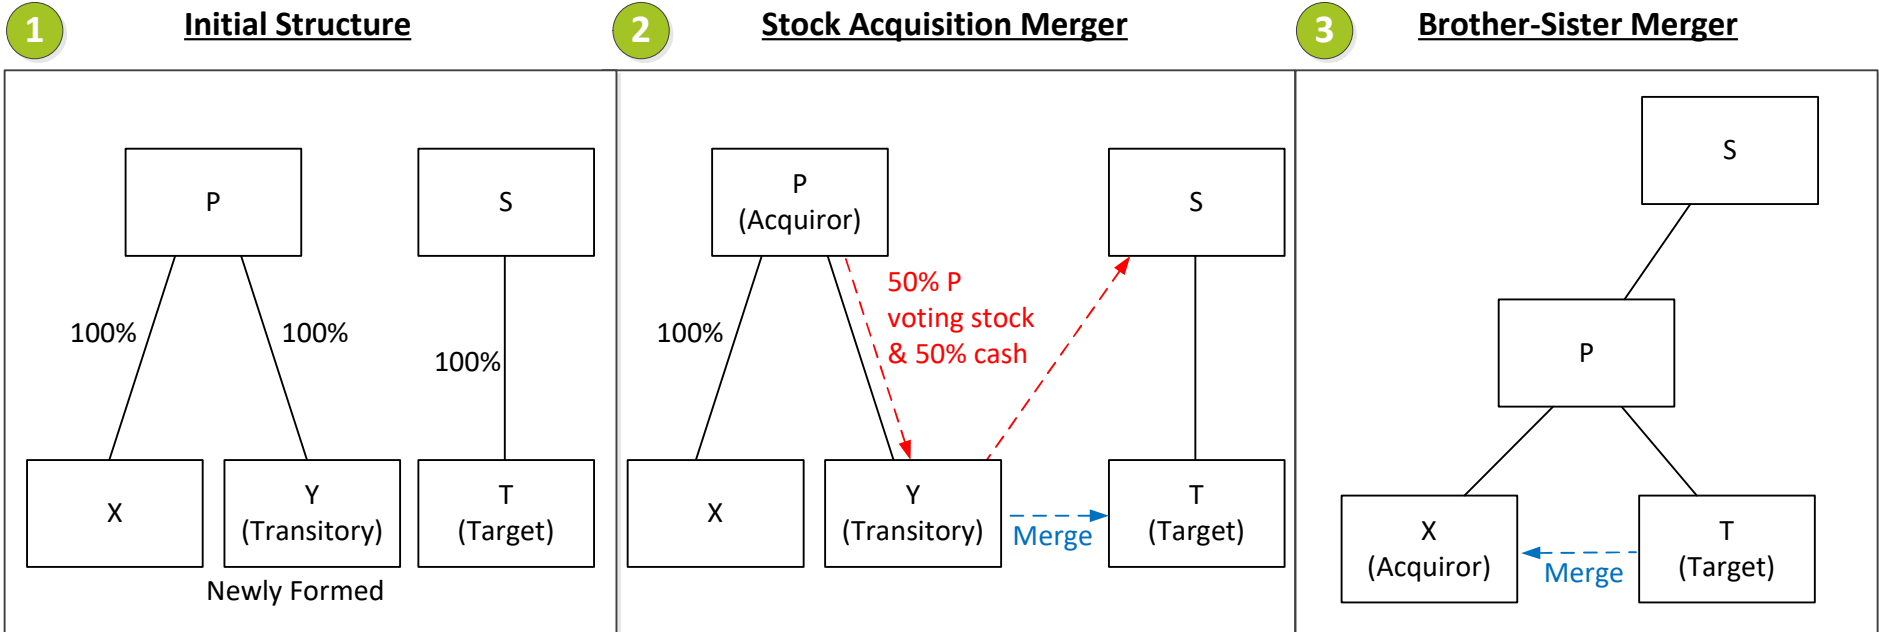 1
Initial Structure
P
S
100%
100%
100%
X
Y
(Transitory)
T
(Target)
Newly Formed
2
Stock Acquisition Merger
P
(Acquiror)
S
50% P
voting stock
& 50% cash
100%
X
Y
(Transitory)
Merge
T
(Target)
3
Brother-Sister Merger
S
P
X
(Acquiror)
Merge
T
(Target)